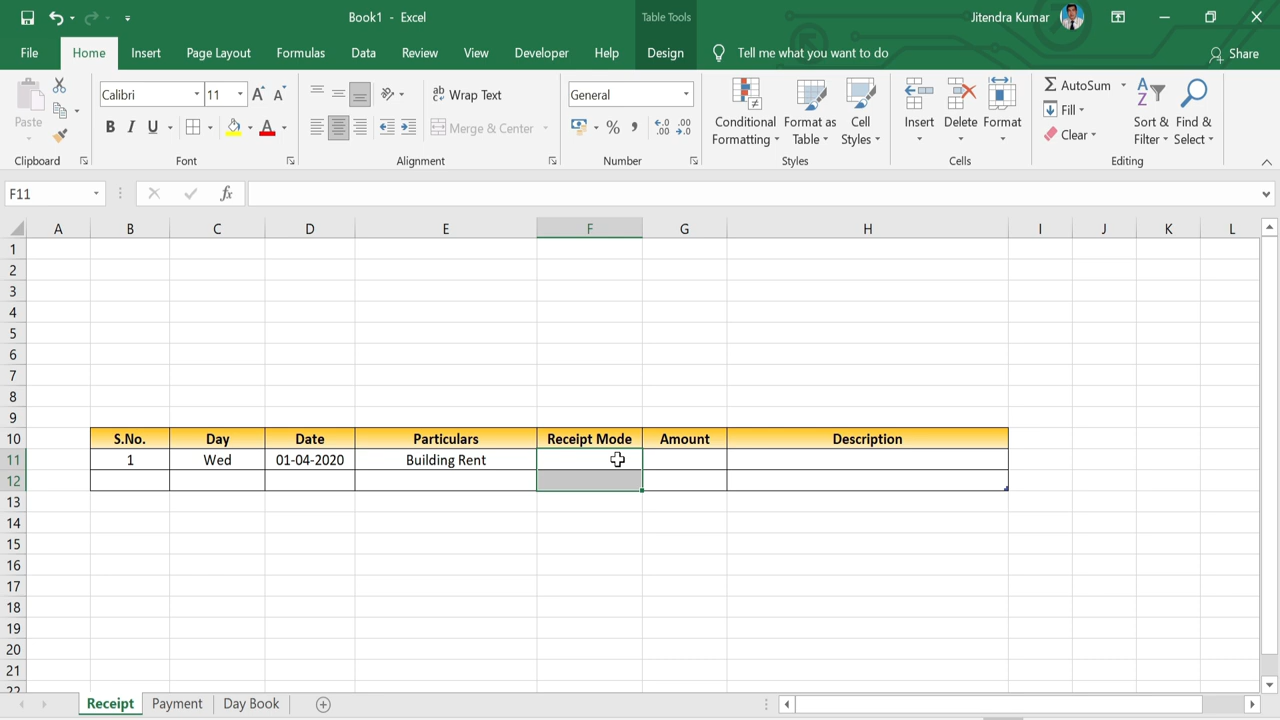 Book1 - Excel
Table Tools
Jitendra Kumar
File Home Insert Page Layout Formulas Data Review View Developer Help Design Tell me what you want to do Share
Paste
Calibri 11
A A
B I U A
Wrap Text
Merge & Center
General
% ,
Conditional Formatting
Format as Table
Cell Styles
Insert
Delete
Format
AutoSum
Fill
Clear
Sort & Filter
Find & Select
Clipboard Font Alignment Number Styles Cells Editing
F11 fx
A B C D E F G H I J K L
1
2
3
4
5
6
7
8
9
10 S.No. Day Date Particulars Receipt Mode Amount Description
11 1 Wed 01-04-2020 Building Rent
12
13
14
15
16
17
18
19
20
21
22
Receipt Payment Day Book